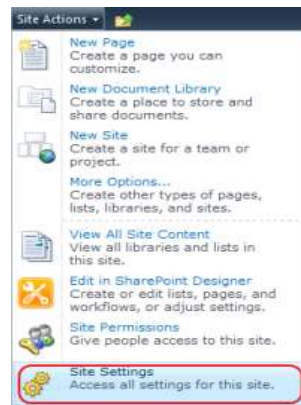 Site Actions
New Page
Create a page you can
customize.
New Document Library
Create a place to store and
share documents.
New Site
Create a site for a team or
project.
More Options...
Create other types of pages,
lists, libraries, and sites.
View All Site Content
View all libraries and lists in
this site.
Edit in SharePoint Designer
Create or edit lists, pages, and
workflows, or adjust settings.
Site Permissions
Give people access to this site.
Site Settings
Access all settings for this site.